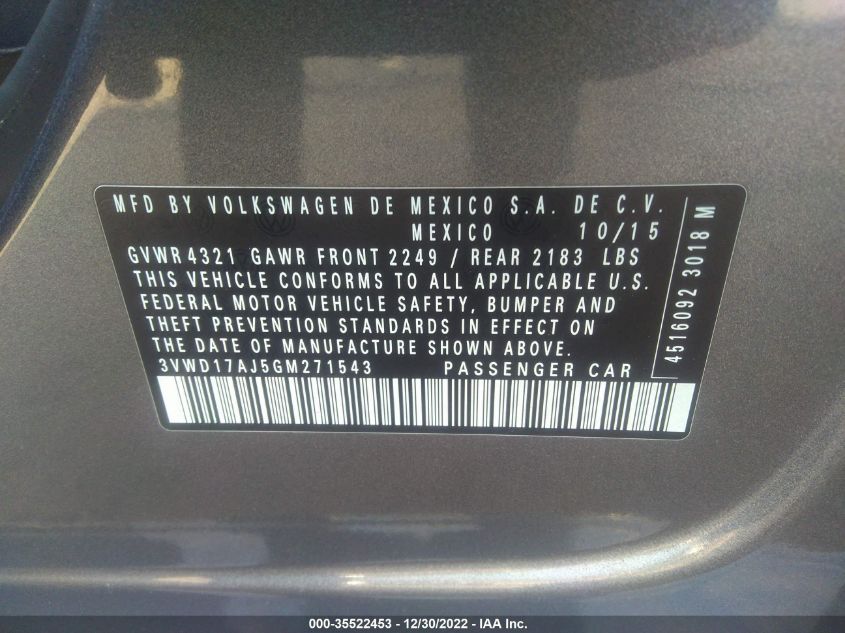 MFD BY VOLKSWAGEN DE MEXICO S.A. DE C.V.
MEXICO 10/15
GVWR 4321 GAWR FRONT 2249 / REAR 2183 LBS
THIS VEHICLE CONFORMS TO ALL APPLICABLE U.S.
FEDERAL MOTOR VEHICLE SAFETY, BUMPER AND
THEFT PREVENTION STANDARDS IN EFFECT ON
THE DATE OF MANUFACTURE SHOWN ABOVE.
3VWD17AJ5GM271543 PASSENGER CAR
4516092 3018 M
000-35522453 - 12/30/2022 - IAA Inc.